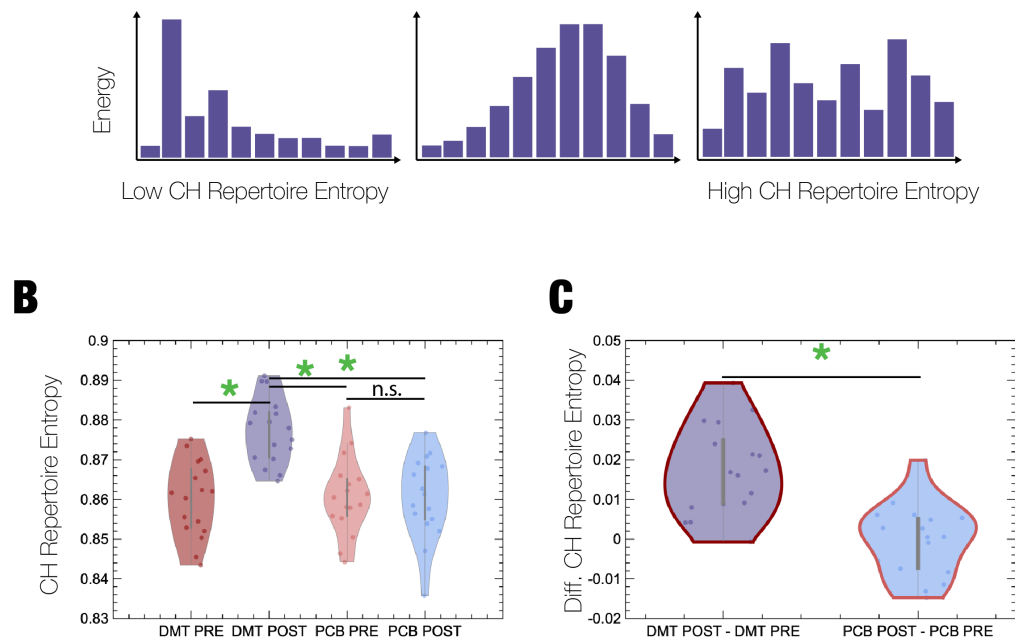 Energy
Low CH Repertoire Entropy
High CH Repertoire Entropy
B
CH Repertoire Entropy
0.9
0.89
0.88
0.87
0.86
0.85
0.84
0.83
*
*
*
n.s.
DMT PRE
DMT POST
PCB PRE
PCB POST
C
Diff. CH Repertoire Entropy
0.05
0.04
0.03
0.02
0.01
0
-0.01
-0.02
*
DMT POST - DMT PRE
PCB POST - PCB PRE